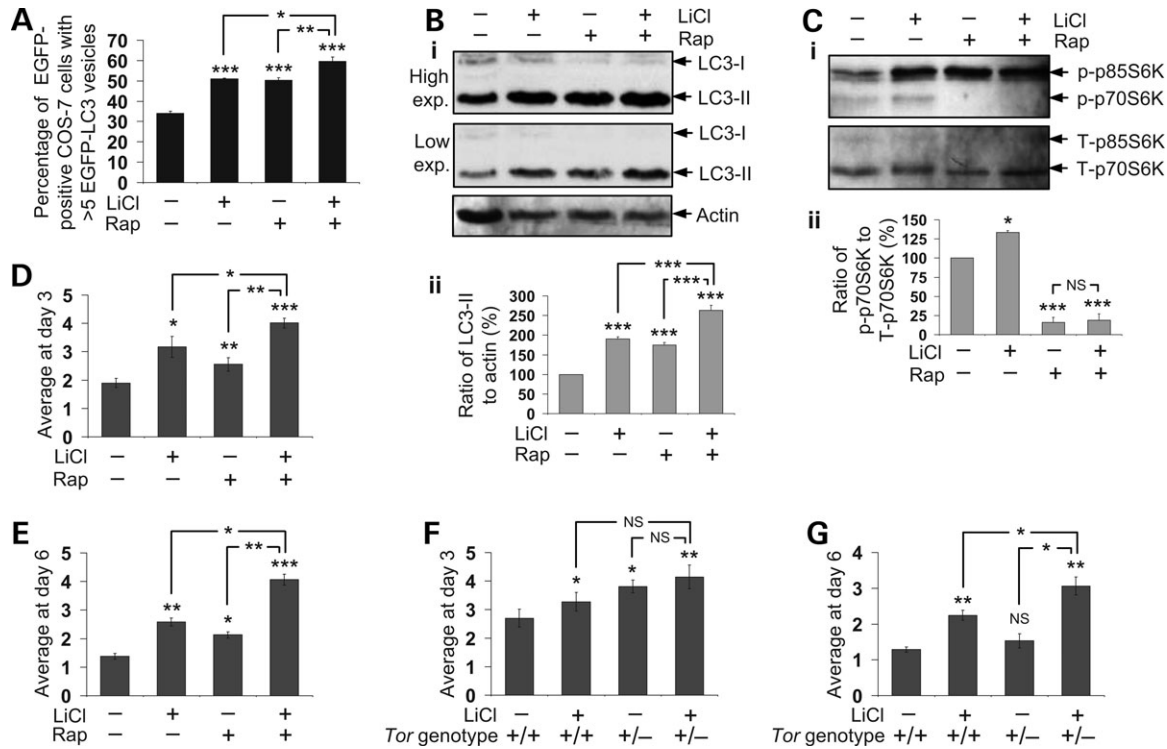 A
Percentage of EGFP-
positive COS-7 cells with
>5 EGFP-LC3 vesicles
70
60
50
40
30
20
10
0
*
**
***
***
***
LiCl – + – +
Rap – – + +
B
– + – + LiCl
– – + + Rap
i
High
exp.
LC3-I
LC3-II
Low
exp.
LC3-I
LC3-II
Actin
ii
Ratio of LC3-II
to actin (%)
300
250
200
150
100
50
0
***
***
***
***
***
LiCl – + – +
Rap – – + +
C
– + – + LiCl
– – + + Rap
i
p-p85S6K
p-p70S6K
T-p85S6K
T-p70S6K
ii
Ratio of
p-p70S6K to
T-p70S6K (%)
150
125
100
75
50
25
0
*
NS
***
***
LiCl – + – +
Rap – – + +
D
Average at day 3
5
4
3
2
1
0
*
**
*
**
***
LiCl – + – +
Rap – – + +
E
Average at day 6
5
4
3
2
1
0
*
**
**
*
***
LiCl – + – +
Rap – – + +
F
Average at day 3
5
4
3
2
1
0
NS
NS
*
*
**
LiCl – + – +
Tor genotype +/+ +/+ +/– +/–
G
Average at day 6
5
4
3
2
1
0
*
*
**
NS
**
LiCl – + – +
Tor genotype +/+ +/+ +/– +/–